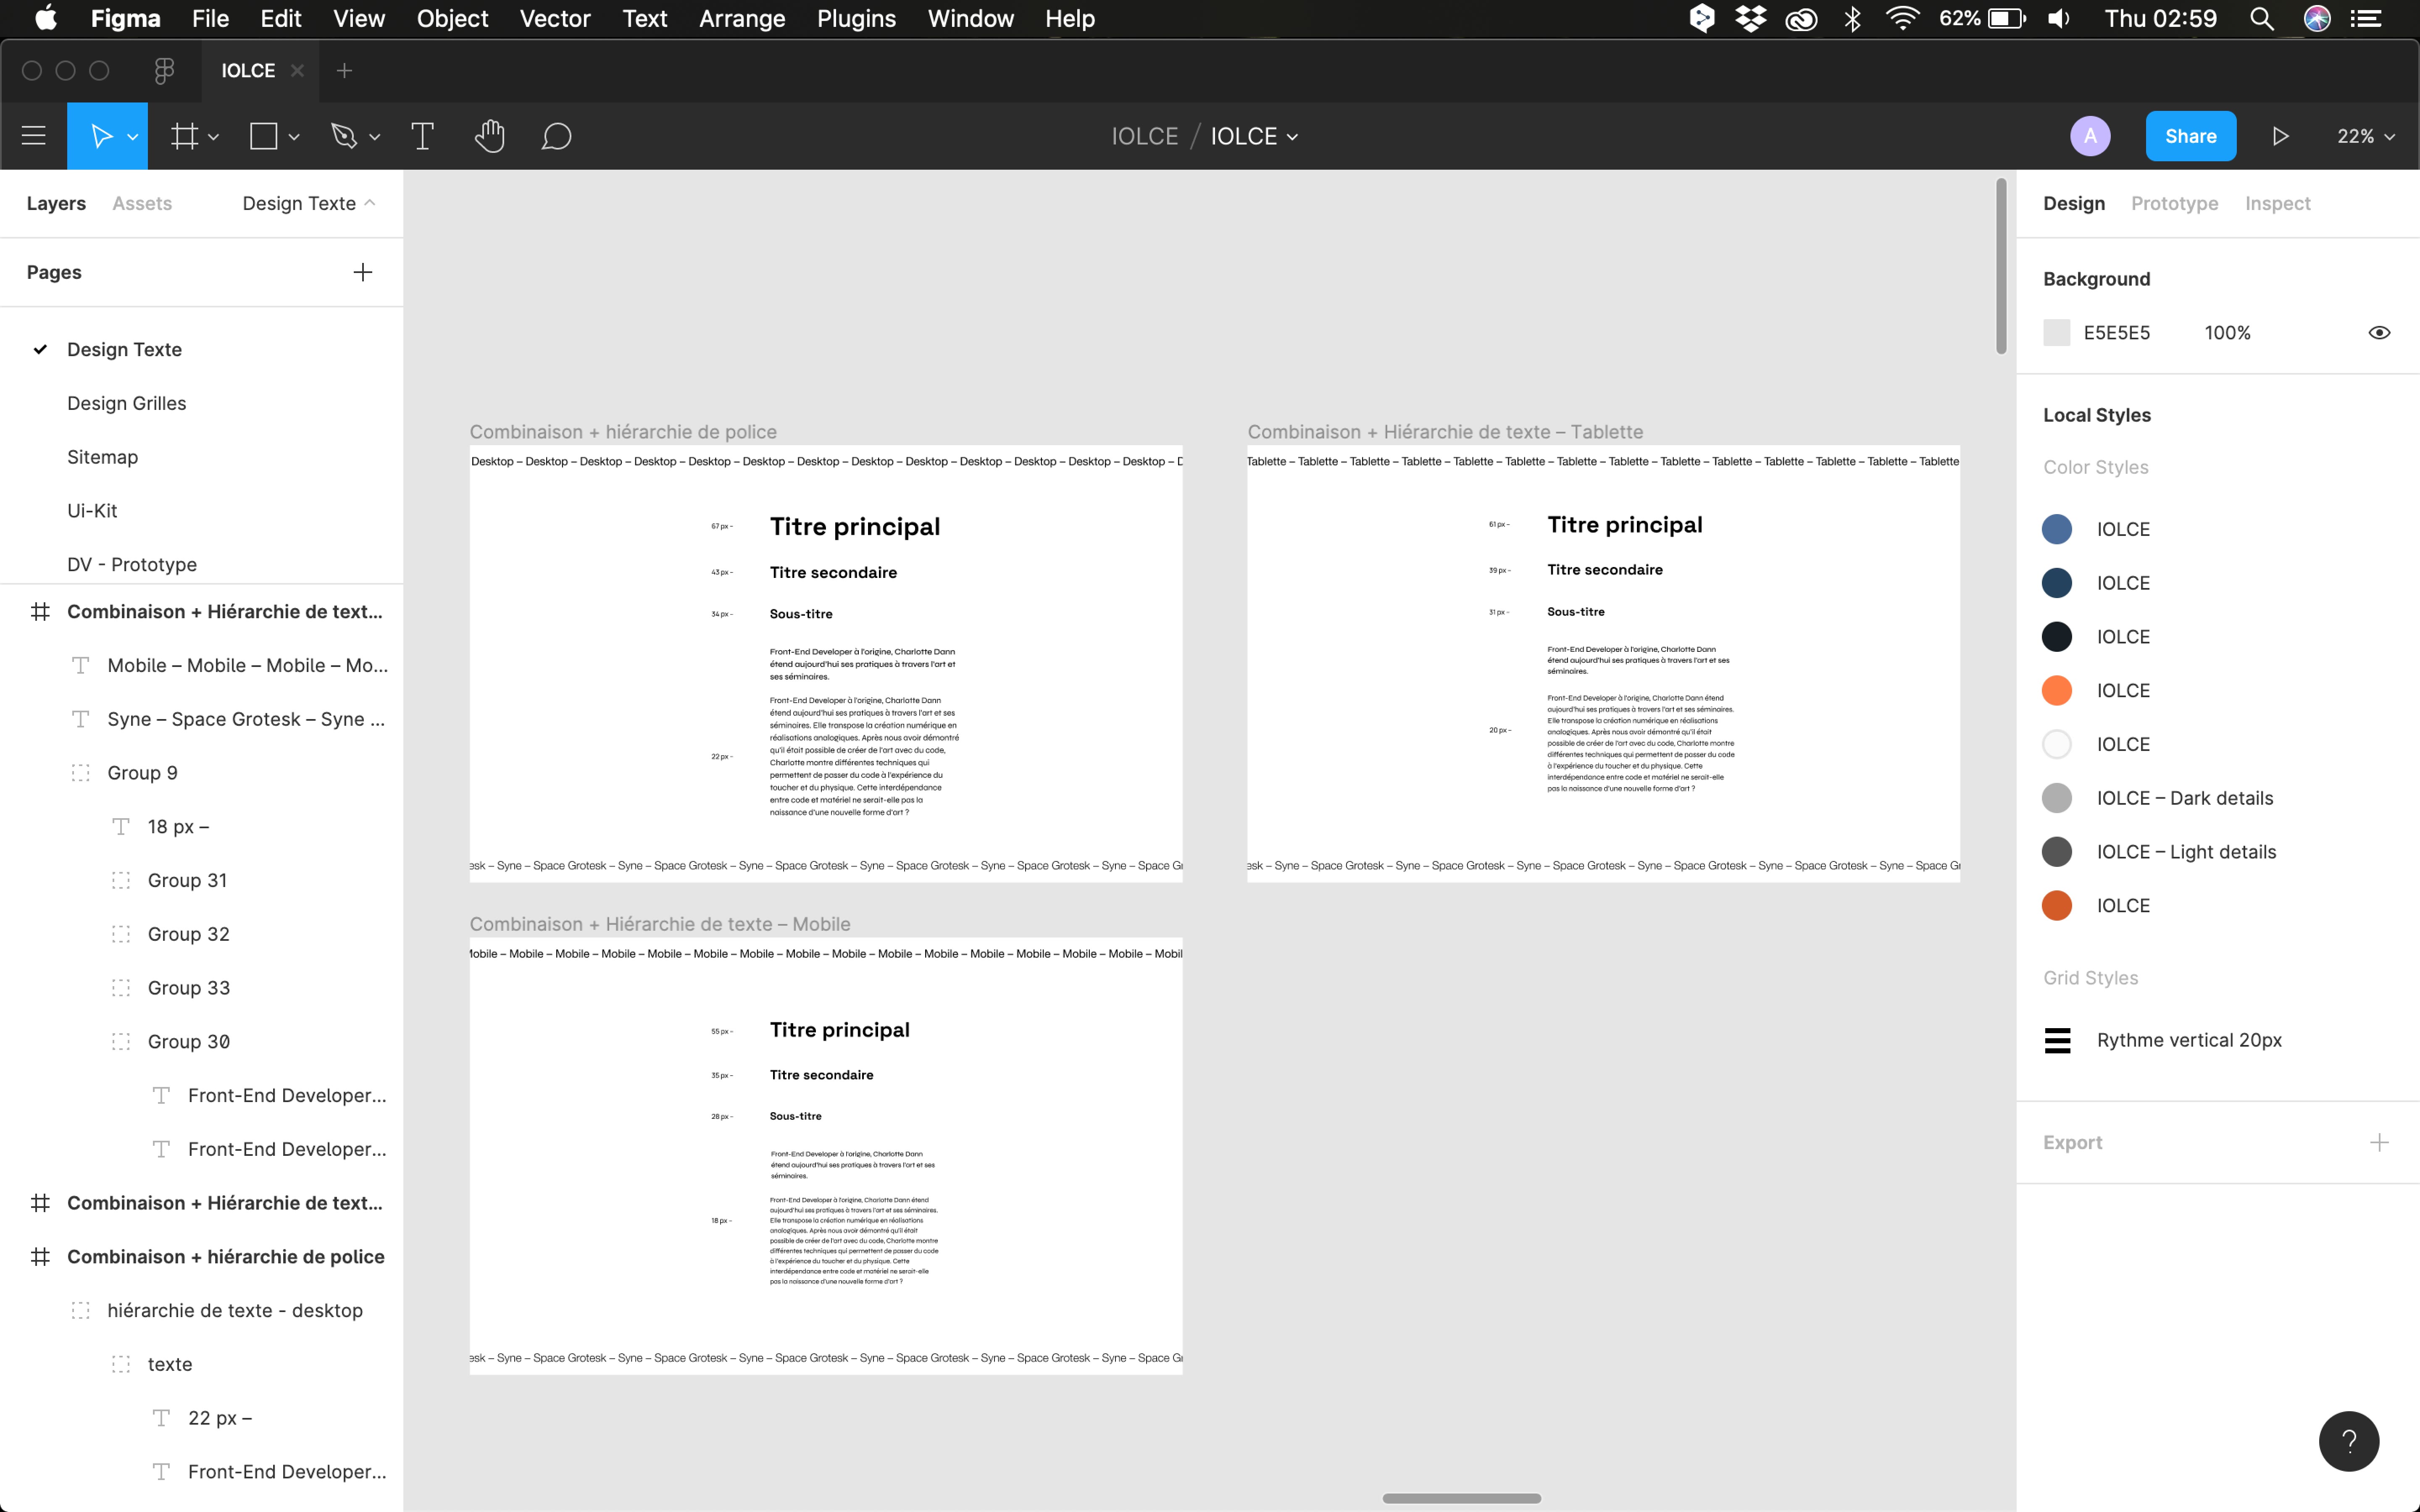 Figma File Edit View Object Vector Text Arrange Plugins Window Help 62% Thu 02:59
IOLCE
IOLCE / IOLCE
A Share 22%
Layers Assets Design Texte
Pages
Design Texte
Design Grilles
Sitemap
Ui-Kit
DV - Prototype
Combinaison + Hiérarchie de text...
Mobile – Mobile – Mobile – Mo...
Syne – Space Grotesk – Syne ...
Group 9
18 px –
Group 31
Group 32
Group 33
Group 30
Front-End Developer...
Front-End Developer...
Combinaison + Hiérarchie de text...
Combinaison + hiérarchie de police
hiérarchie de texte - desktop
texte
22 px –
Front-End Developer...
Combinaison + hiérarchie de police
Desktop – Desktop – Desktop – Desktop – Desktop – Desktop – Desktop – Desktop – Desktop – Desktop – Desktop – Desktop – Desktop – D
67 px –
Titre principal
43 px –
Titre secondaire
34 px –
Sous-titre
Front-End Developer à l'origine, Charlotte Dann
étend aujourd'hui ses pratiques à travers l'art et
ses séminaires.
Front-End Developer à l'origine, Charlotte Dann
étend aujourd'hui ses pratiques à travers l'art et ses
séminaires. Elle transpose la création numérique en
réalisations analogiques. Après nous avoir démontré
qu'il était possible de créer de l'art avec du code,
22 px –
Charlotte montre différentes techniques qui
permettent de passer du code à l'expérience du
toucher et du physique. Cette interdépendance
entre code et matériel ne serait-elle pas la
naissance d'une nouvelle forme d'art ?
esk – Syne – Space Grotesk – Syne – Space Grotesk – Syne – Space Grotesk – Syne – Space Grotesk – Syne – Space Grotesk – Syne – Space Gr
Combinaison + Hiérarchie de texte – Tablette
Tablette – Tablette – Tablette – Tablette – Tablette – Tablette – Tablette – Tablette – Tablette – Tablette – Tablette – Tablette – Tablette – Tablette
61 px –
Titre principal
39 px –
Titre secondaire
31 px –
Sous-titre
Front-End Developer à l'origine, Charlotte Dann
étend aujourd'hui ses pratiques à travers l'art et ses
séminaires.
Front-End Developer à l'origine, Charlotte Dann étend
aujourd'hui ses pratiques à travers l'art et ses séminaires.
Elle transpose la création numérique en réalisations
20 px –
analogiques. Après nous avoir démontré qu'il était
possible de créer de l'art avec du code, Charlotte montre
différentes techniques qui permettent de passer du code
à l'expérience du toucher et du physique. Cette
interdépendance entre code et matériel ne serait-elle
pas la naissance d'une nouvelle forme d'art ?
esk – Syne – Space Grotesk – Syne – Space Grotesk – Syne – Space Grotesk – Syne – Space Grotesk – Syne – Space Grotesk – Syne – Space Gr
Combinaison + Hiérarchie de texte – Mobile
Mobile – Mobile – Mobile – Mobile – Mobile – Mobile – Mobile – Mobile – Mobile – Mobile – Mobile – Mobile – Mobile – Mobile – Mobile – Mobil
55 px –
Titre principal
35 px –
Titre secondaire
28 px –
Sous-titre
Front-End Developer à l'origine, Charlotte Dann
étend aujourd'hui ses pratiques à travers l'art et ses
séminaires.
Front-End Developer à l'origine, Charlotte Dann étend
aujourd'hui ses pratiques à travers l'art et ses séminaires.
18 px –
Elle transpose la création numérique en réalisations
analogiques. Après nous avoir démontré qu'il était
possible de créer de l'art avec du code, Charlotte montre
différentes techniques qui permettent de passer du code
à l'expérience du toucher et du physique. Cette
interdépendance entre code et matériel ne serait-elle
pas la naissance d'une nouvelle forme d'art ?
esk – Syne – Space Grotesk – Syne – Space Grotesk – Syne – Space Grotesk – Syne – Space Grotesk – Syne – Space Grotesk – Syne – Space Gr
Design Prototype Inspect
Background
E5E5E5 100%
Local Styles
Color Styles
IOLCE
IOLCE
IOLCE
IOLCE
IOLCE
IOLCE – Dark details
IOLCE – Light details
IOLCE
Grid Styles
Rythme vertical 20px
Export
?